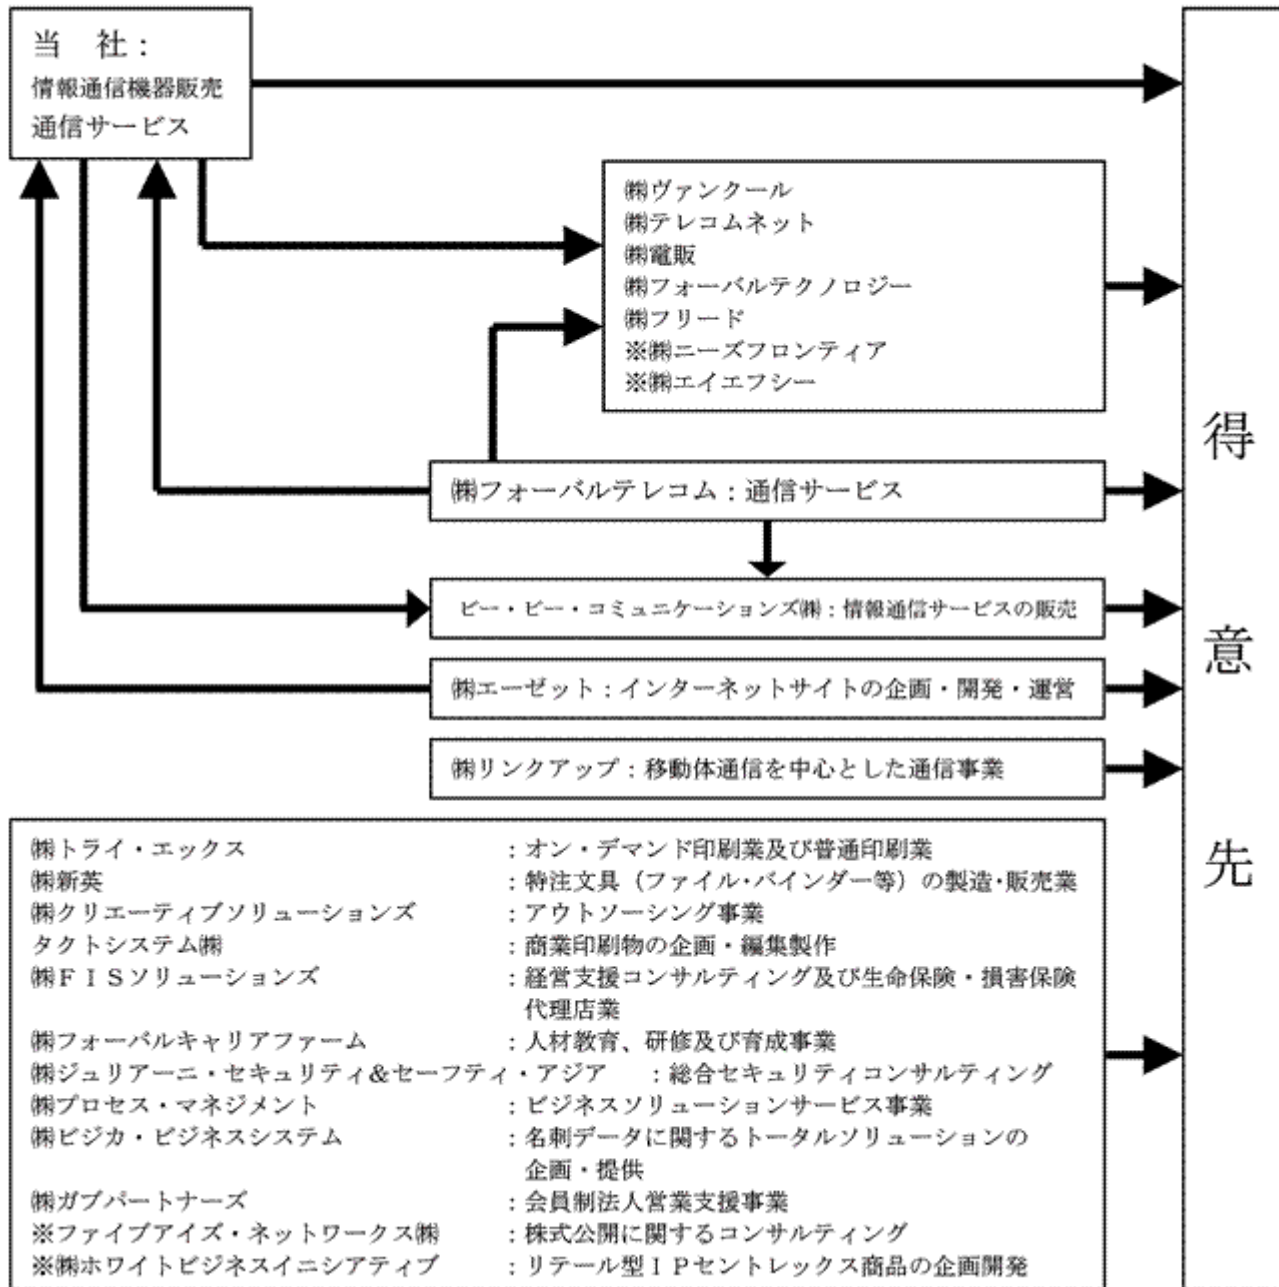 当　社：
情報通信機器販売
通信サービス
㈱ヴァンクール
㈱テレコムネット
㈱電販
㈱フォーバルテクノロジー
㈱フリード
※㈱ニーズフロンティア
※㈱エイエフシー
㈱フォーバルテレコム：通信サービス
ビー・ビー・コミュニケーションズ㈱：情報通信サービスの販売
㈱エーゼット：インターネットサイトの企画・開発・運営
㈱リンクアップ：移動体通信を中心とした通信事業
㈱トライ・エックス　：オン・デマンド印刷業及び普通印刷業
㈱新英　：特注文具（ファイル・バインダー等）の製造・販売業
㈱クリエーティブソリューションズ　：アウトソーシング事業
タクトシステム㈱　：商業印刷物の企画・編集製作
㈱ＦＩＳソリューションズ　：経営支援コンサルティング及び生命保険・損害保険
代理店業
㈱フォーバルキャリアファーム　：人材教育、研修及び育成事業
㈱ジュリアーニ・セキュリティ&セーフティ・アジア　：総合セキュリティコンサルティング
㈱プロセス・マネジメント　：ビジネスソリューションサービス事業
㈱ビジカ・ビジネスシステム　：名刺データに関するトータルソリューションの
企画・提供
㈱ガブパートナーズ　：会員制法人営業支援事業
※ファイブアイズ・ネットワークス㈱　：株式公開に関するコンサルティング
※㈱ホワイトビジネスイニシアティブ　：リテール型ＩＰセントレックス商品の企画開発
得意先